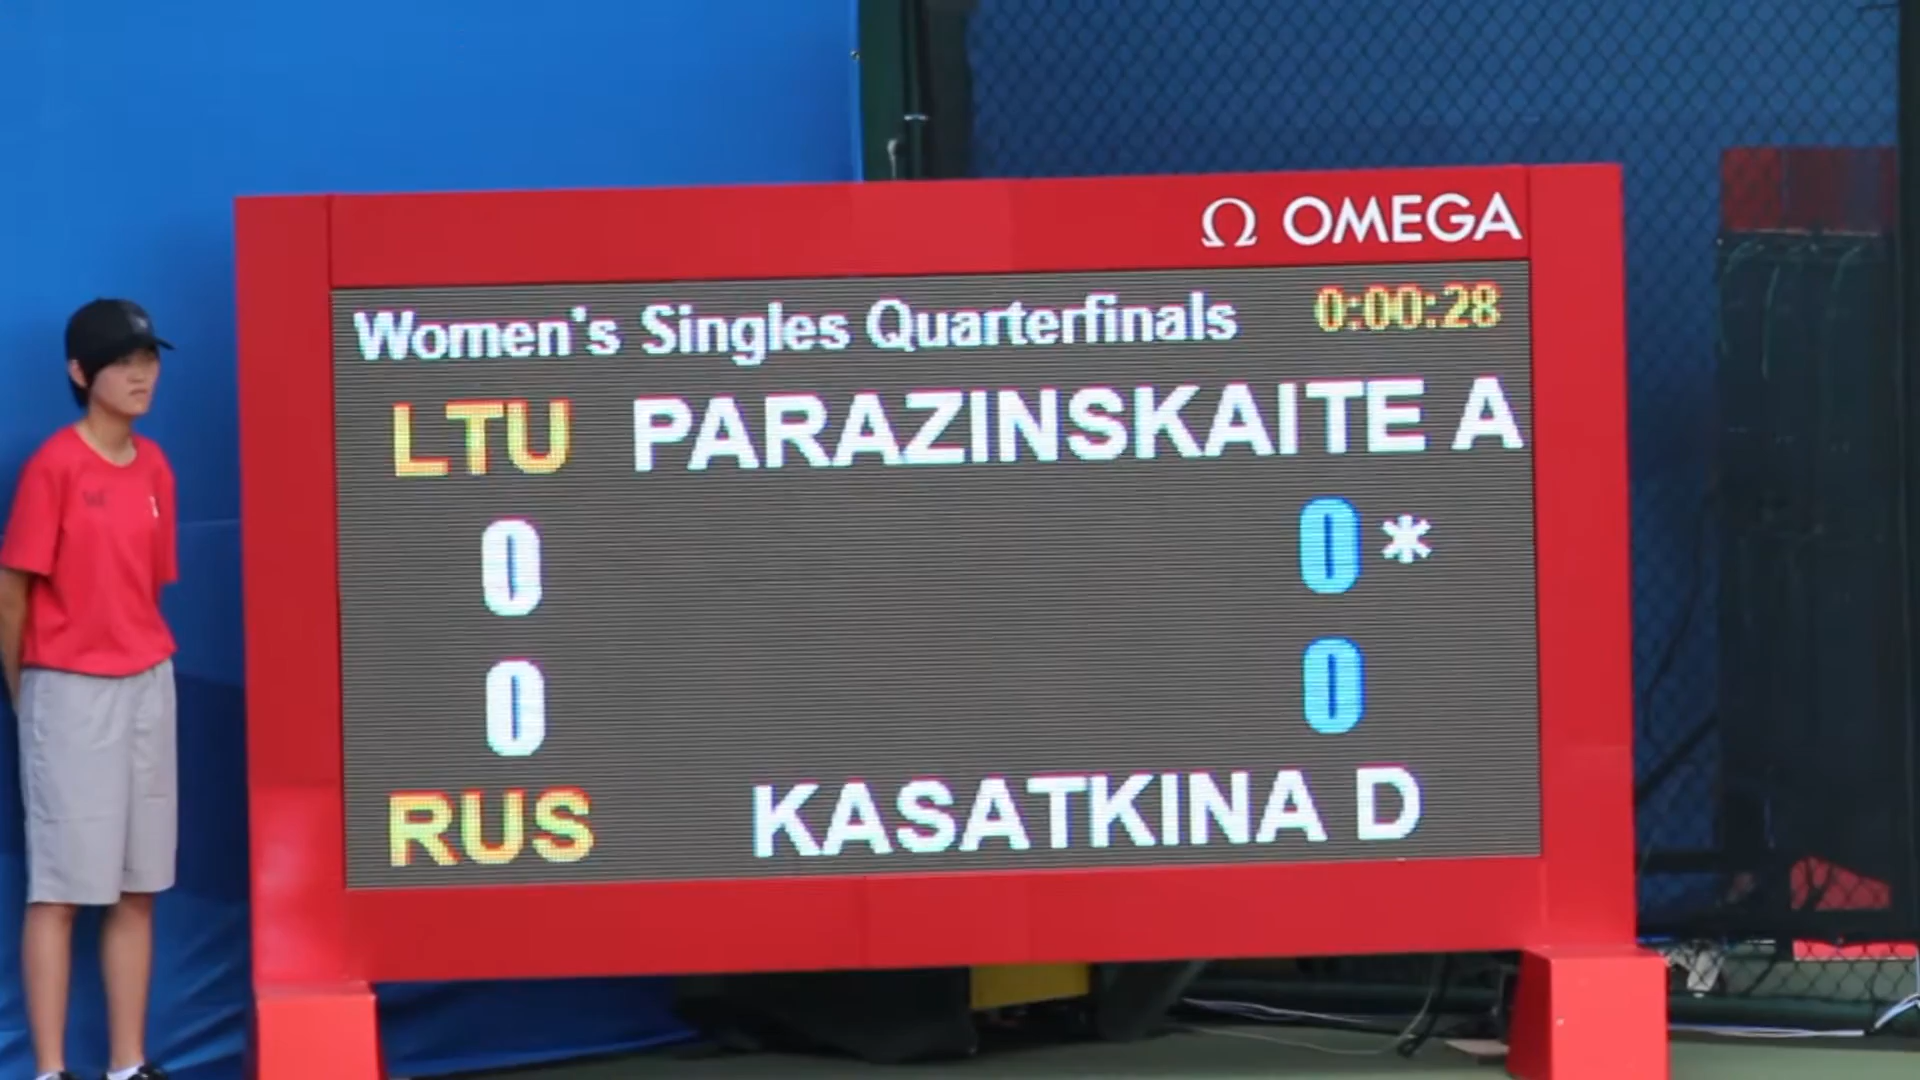 Ω OMEGA
Women's Singles Quarterfinals 0:00:28
LTU PARAZINSKAITE A
0 0 *
0 0
RUS KASATKINA D